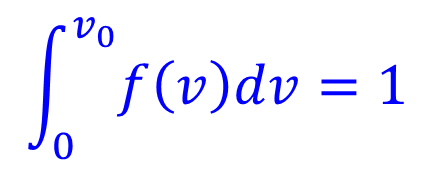 ∫₀^{v₀} f(v)dv = 1